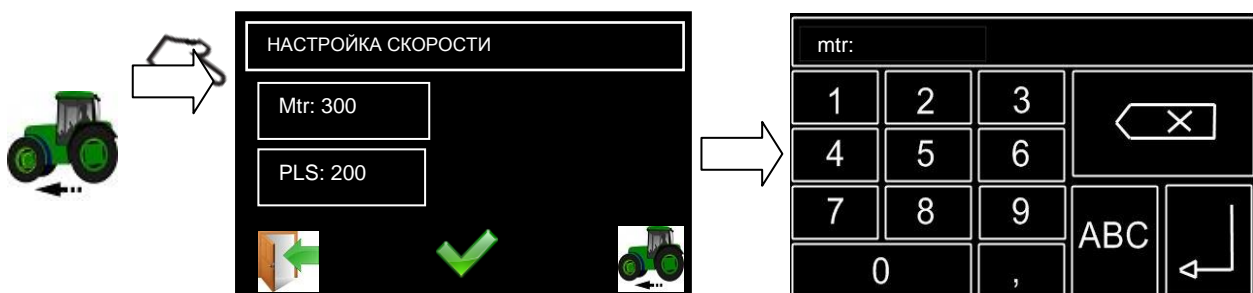 НАСТРОЙКА СКОРОСТИ
Mtr: 300
PLS: 200
mtr:
1 2 3
4 5 6
7 8 9
ABC
0 ,